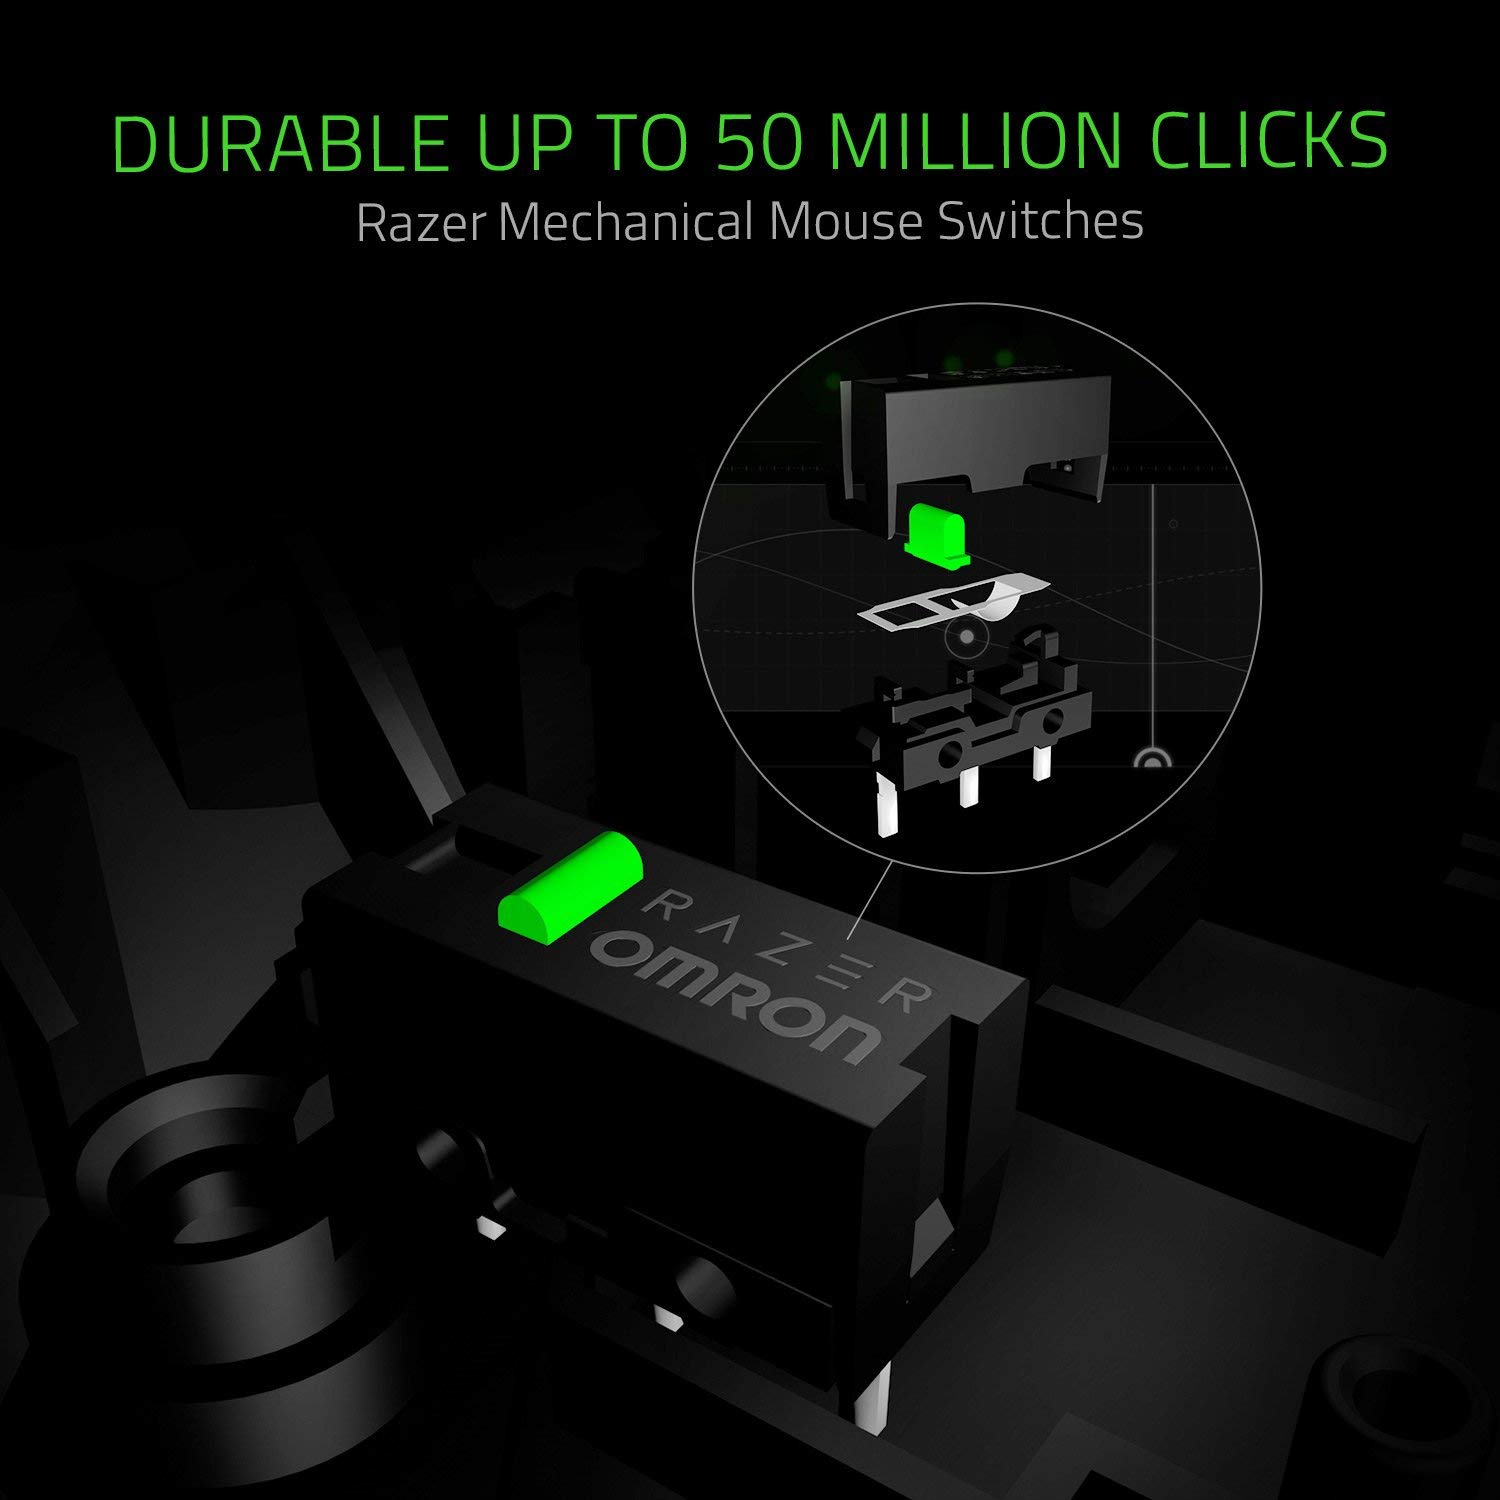 DURABLE UP TO 50 MILLION CLICKS
Razer Mechanical Mouse Switches
RAZER
OMRON